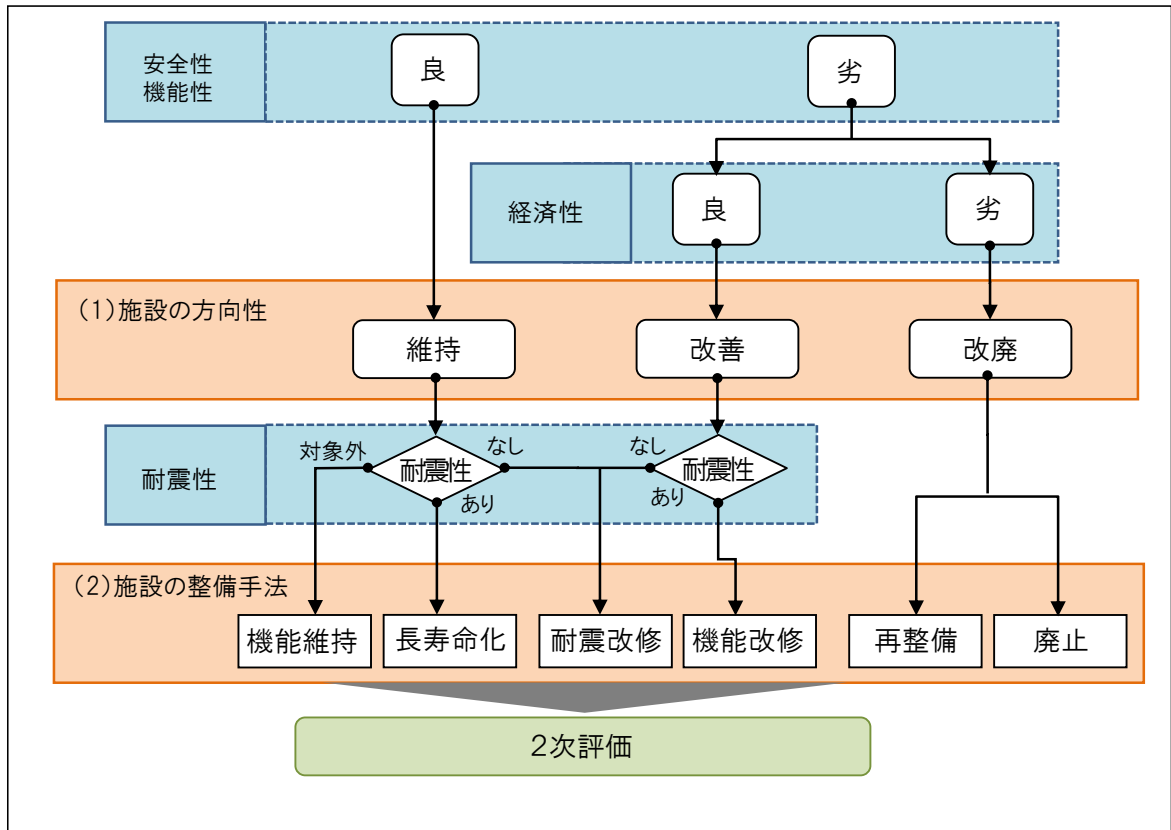 安全性
機能性
良
劣
経済性
良
劣
(1)施設の方向性
維持
改善
改廃
耐震性
対象外
耐震性
なし
あり
なし
耐震性
あり
(2)施設の整備手法
機能維持
長寿命化
耐震改修
機能改修
再整備
廃止
2次評価